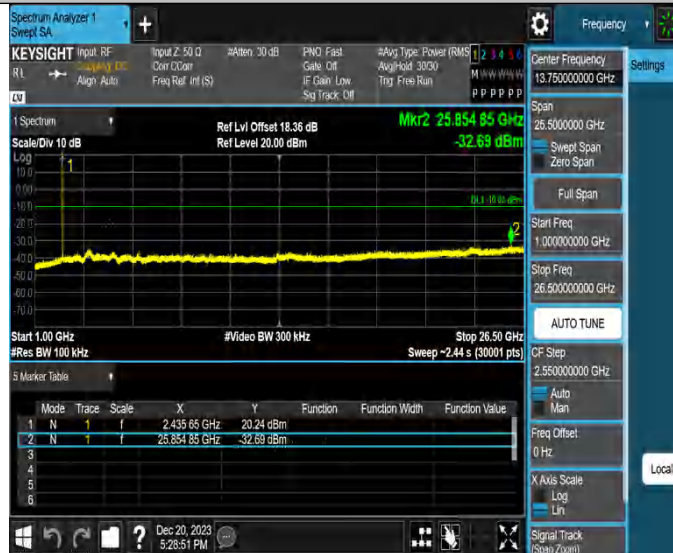 Spectrum Analyzer 1
Swept SA
+
Frequency
KEYSIGHT Input: RF
RL
Coupling: DC
Align: Auto
Input Z: 50 Ω
Corr CCorr
Freq Ref: Int (S)
#Atten: 30 dB
PNO: Fast
Gate: Off
IF Gain: Low
Sig Track: Off
#Avg Type: Power (RMS
Avg|Hold: 30/30
Trig: Free Run
1 2 3 4 5 6
M W W W W W
P P P P P P
LXI
1 Spectrum
Scale/Div 10 dB
Log
Ref Lvl Offset 18.36 dB
Ref Level 20.00 dBm
Mkr2 25.854 85 GHz
-32.69 dBm
1
10.0
0.00
-10.0
DL1 -10.00 dBm
-20.0
2
-30.0
-40.0
-50.0
-60.0
-70.0
Start 1.00 GHz
#Res BW 100 kHz
#Video BW 300 kHz
Stop 26.50 GHz
Sweep ~2.44 s (30001 pts)
5 Marker Table
Mode Trace Scale X Y Function Function Width Function Value
1 N 1 f 2.435 65 GHz 20.24 dBm
2 N 1 f 25.854 85 GHz -32.69 dBm
3
4
5
6
Dec 20, 2023
5:28:51 PM
Center Frequency
13.750000000 GHz
Settings
Span
25.5000000 GHz
Swept Span
Zero Span
Full Span
Start Freq
1.000000000 GHz
Stop Freq
26.500000000 GHz
AUTO TUNE
CF Step
2.550000000 GHz
Auto
Man
Freq Offset
0 Hz
Local
X Axis Scale
Log
Lin
Signal Track
(Span Zoom)